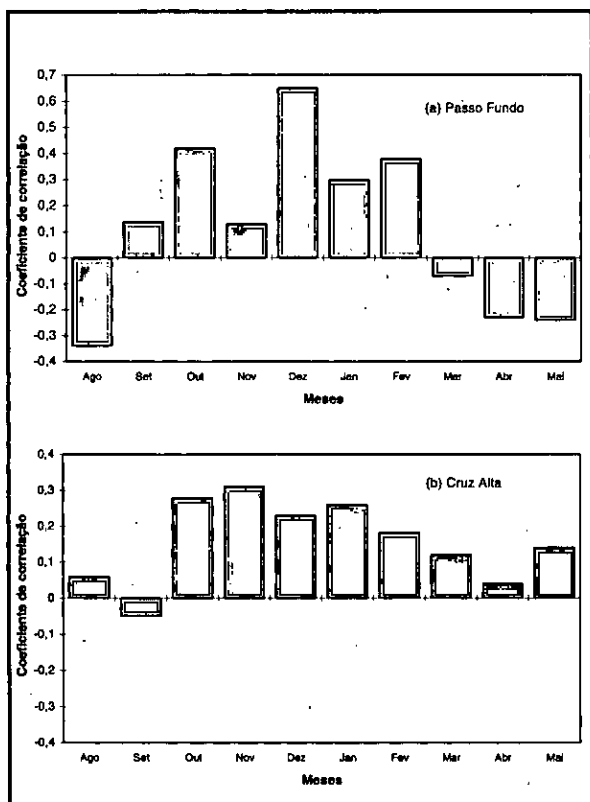 (a) Passo Fundo
Coeficiente de correlação
0,7
0,6
0,5
0,4
0,3
0,2
0,1
0
-0,1
-0,2
-0,3
-0,4
Ago Set Out Nov Dez Jan Fev Mar Abr Mai
Meses
(b) Cruz Alta
Coeficiente de correlação
0,4
0,3
0,2
0,1
0
-0,1
-0,2
-0,3
-0,4
Ago Set Out Nov Dez Jan Fev Mar Abr Mai
Meses